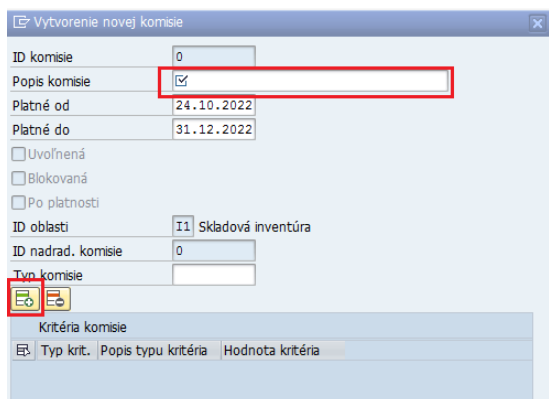 Vytvorenie novej komisie
ID komisie 0
Popis komisie
Platné od 24.10.2022
Platné do 31.12.2022
Uvoľnená
Blokovaná
Po platnosti
ID oblasti I1 Skladová inventúra
ID nadrad. komisie 0
Typ komisie
Kritéria komisie
Typ krit. Popis typu kritéria Hodnota kritéria